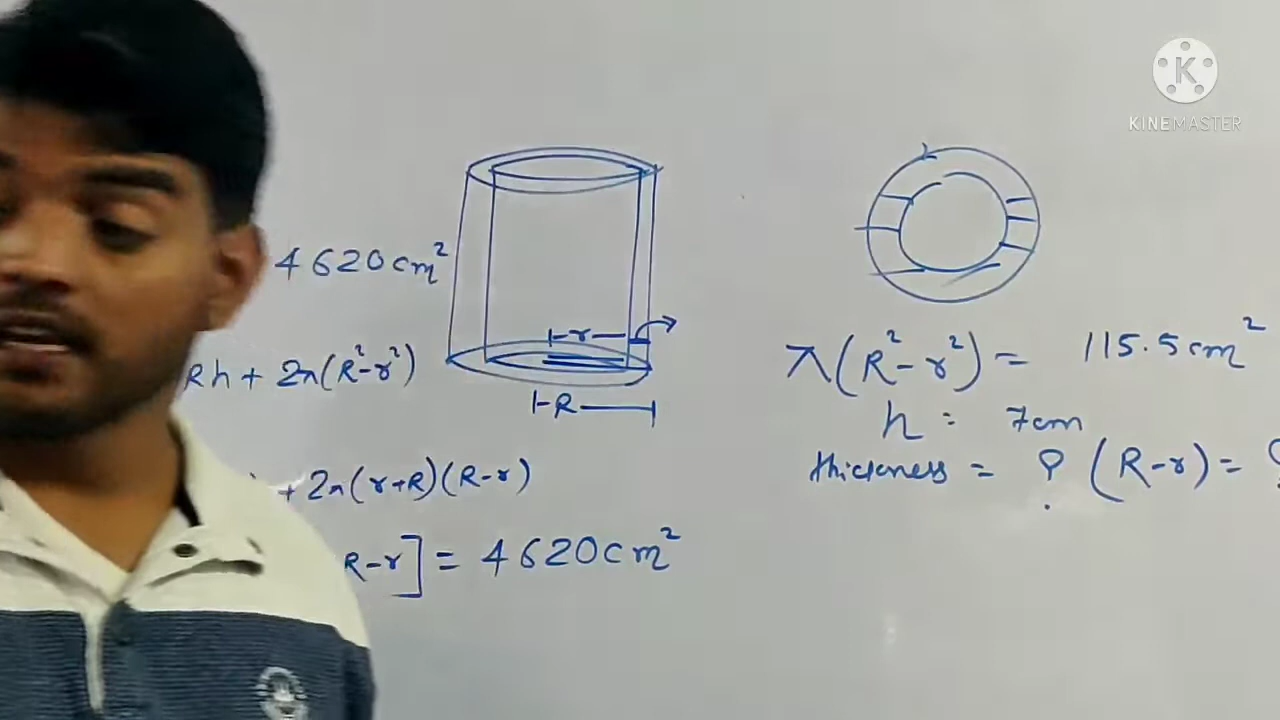 KINEMASTER
4620cm²
Rh + 2π(R²-r²)
+ 2π(r+R)(R-r)
R-r] = 4620cm²
r
R
π(R²-r²) = 115.5cm²
h = 7cm
thickness = ? (R-r) = ?